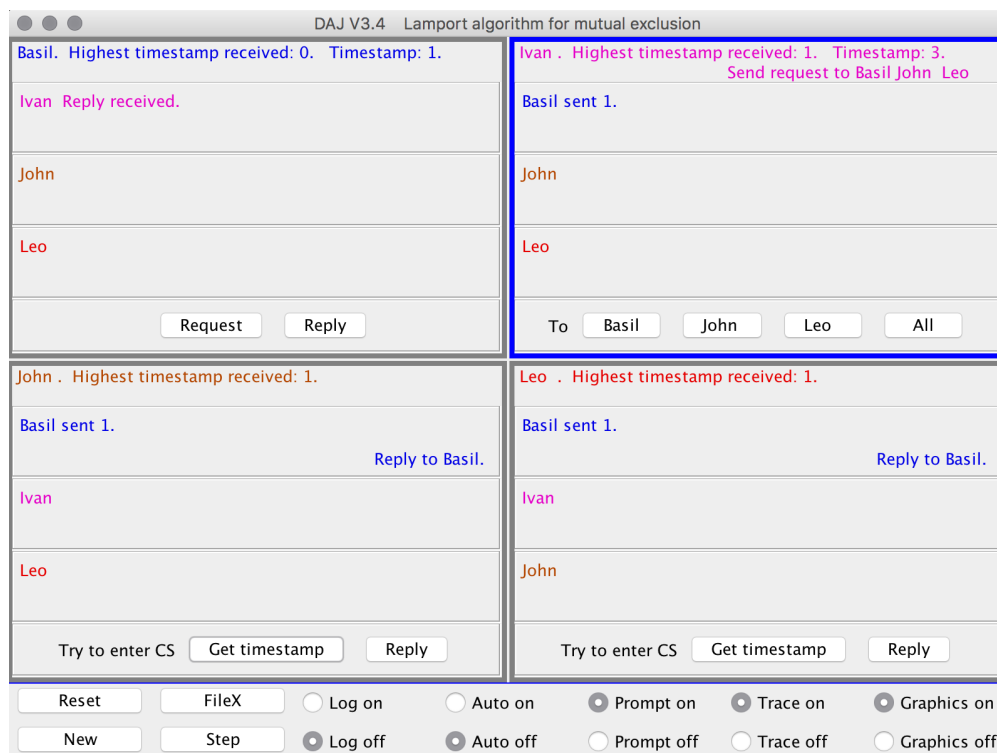 DAJ V3.4    Lamport algorithm for mutual exclusion
Basil.  Highest timestamp received: 0.   Timestamp: 1.
Ivan  Reply received.
John
Leo
Request Reply
Ivan .  Highest timestamp received: 1.   Timestamp: 3.
Send request to Basil John  Leo
Basil sent 1.
John
Leo
To Basil John Leo All
John .  Highest timestamp received: 1.
Basil sent 1.
Reply to Basil.
Ivan
Leo
Try to enter CS Get timestamp Reply
Leo  .  Highest timestamp received: 1.
Basil sent 1.
Reply to Basil.
Ivan
John
Try to enter CS Get timestamp Reply
Reset FileX Log on Auto on Prompt on Trace on Graphics on
New Step Log off Auto off Prompt off Trace off Graphics off